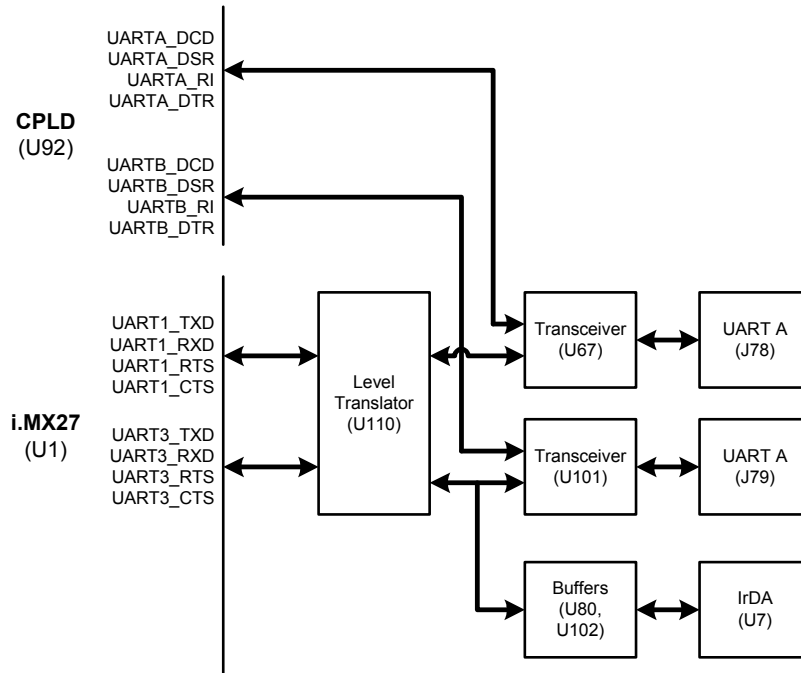 UARTA_DCD
UARTA_DSR
UARTA_RI
UARTA_DTR
CPLD
(U92)
UARTB_DCD
UARTB_DSR
UARTB_RI
UARTB_DTR
UART1_TXD
UART1_RXD
UART1_RTS
UART1_CTS
i.MX27
(U1)
UART3_TXD
UART3_RXD
UART3_RTS
UART3_CTS
Level
Translator
(U110)
Transceiver
(U67)
UART A
(J78)
Transceiver
(U101)
UART A
(J79)
Buffers
(U80,
U102)
IrDA
(U7)